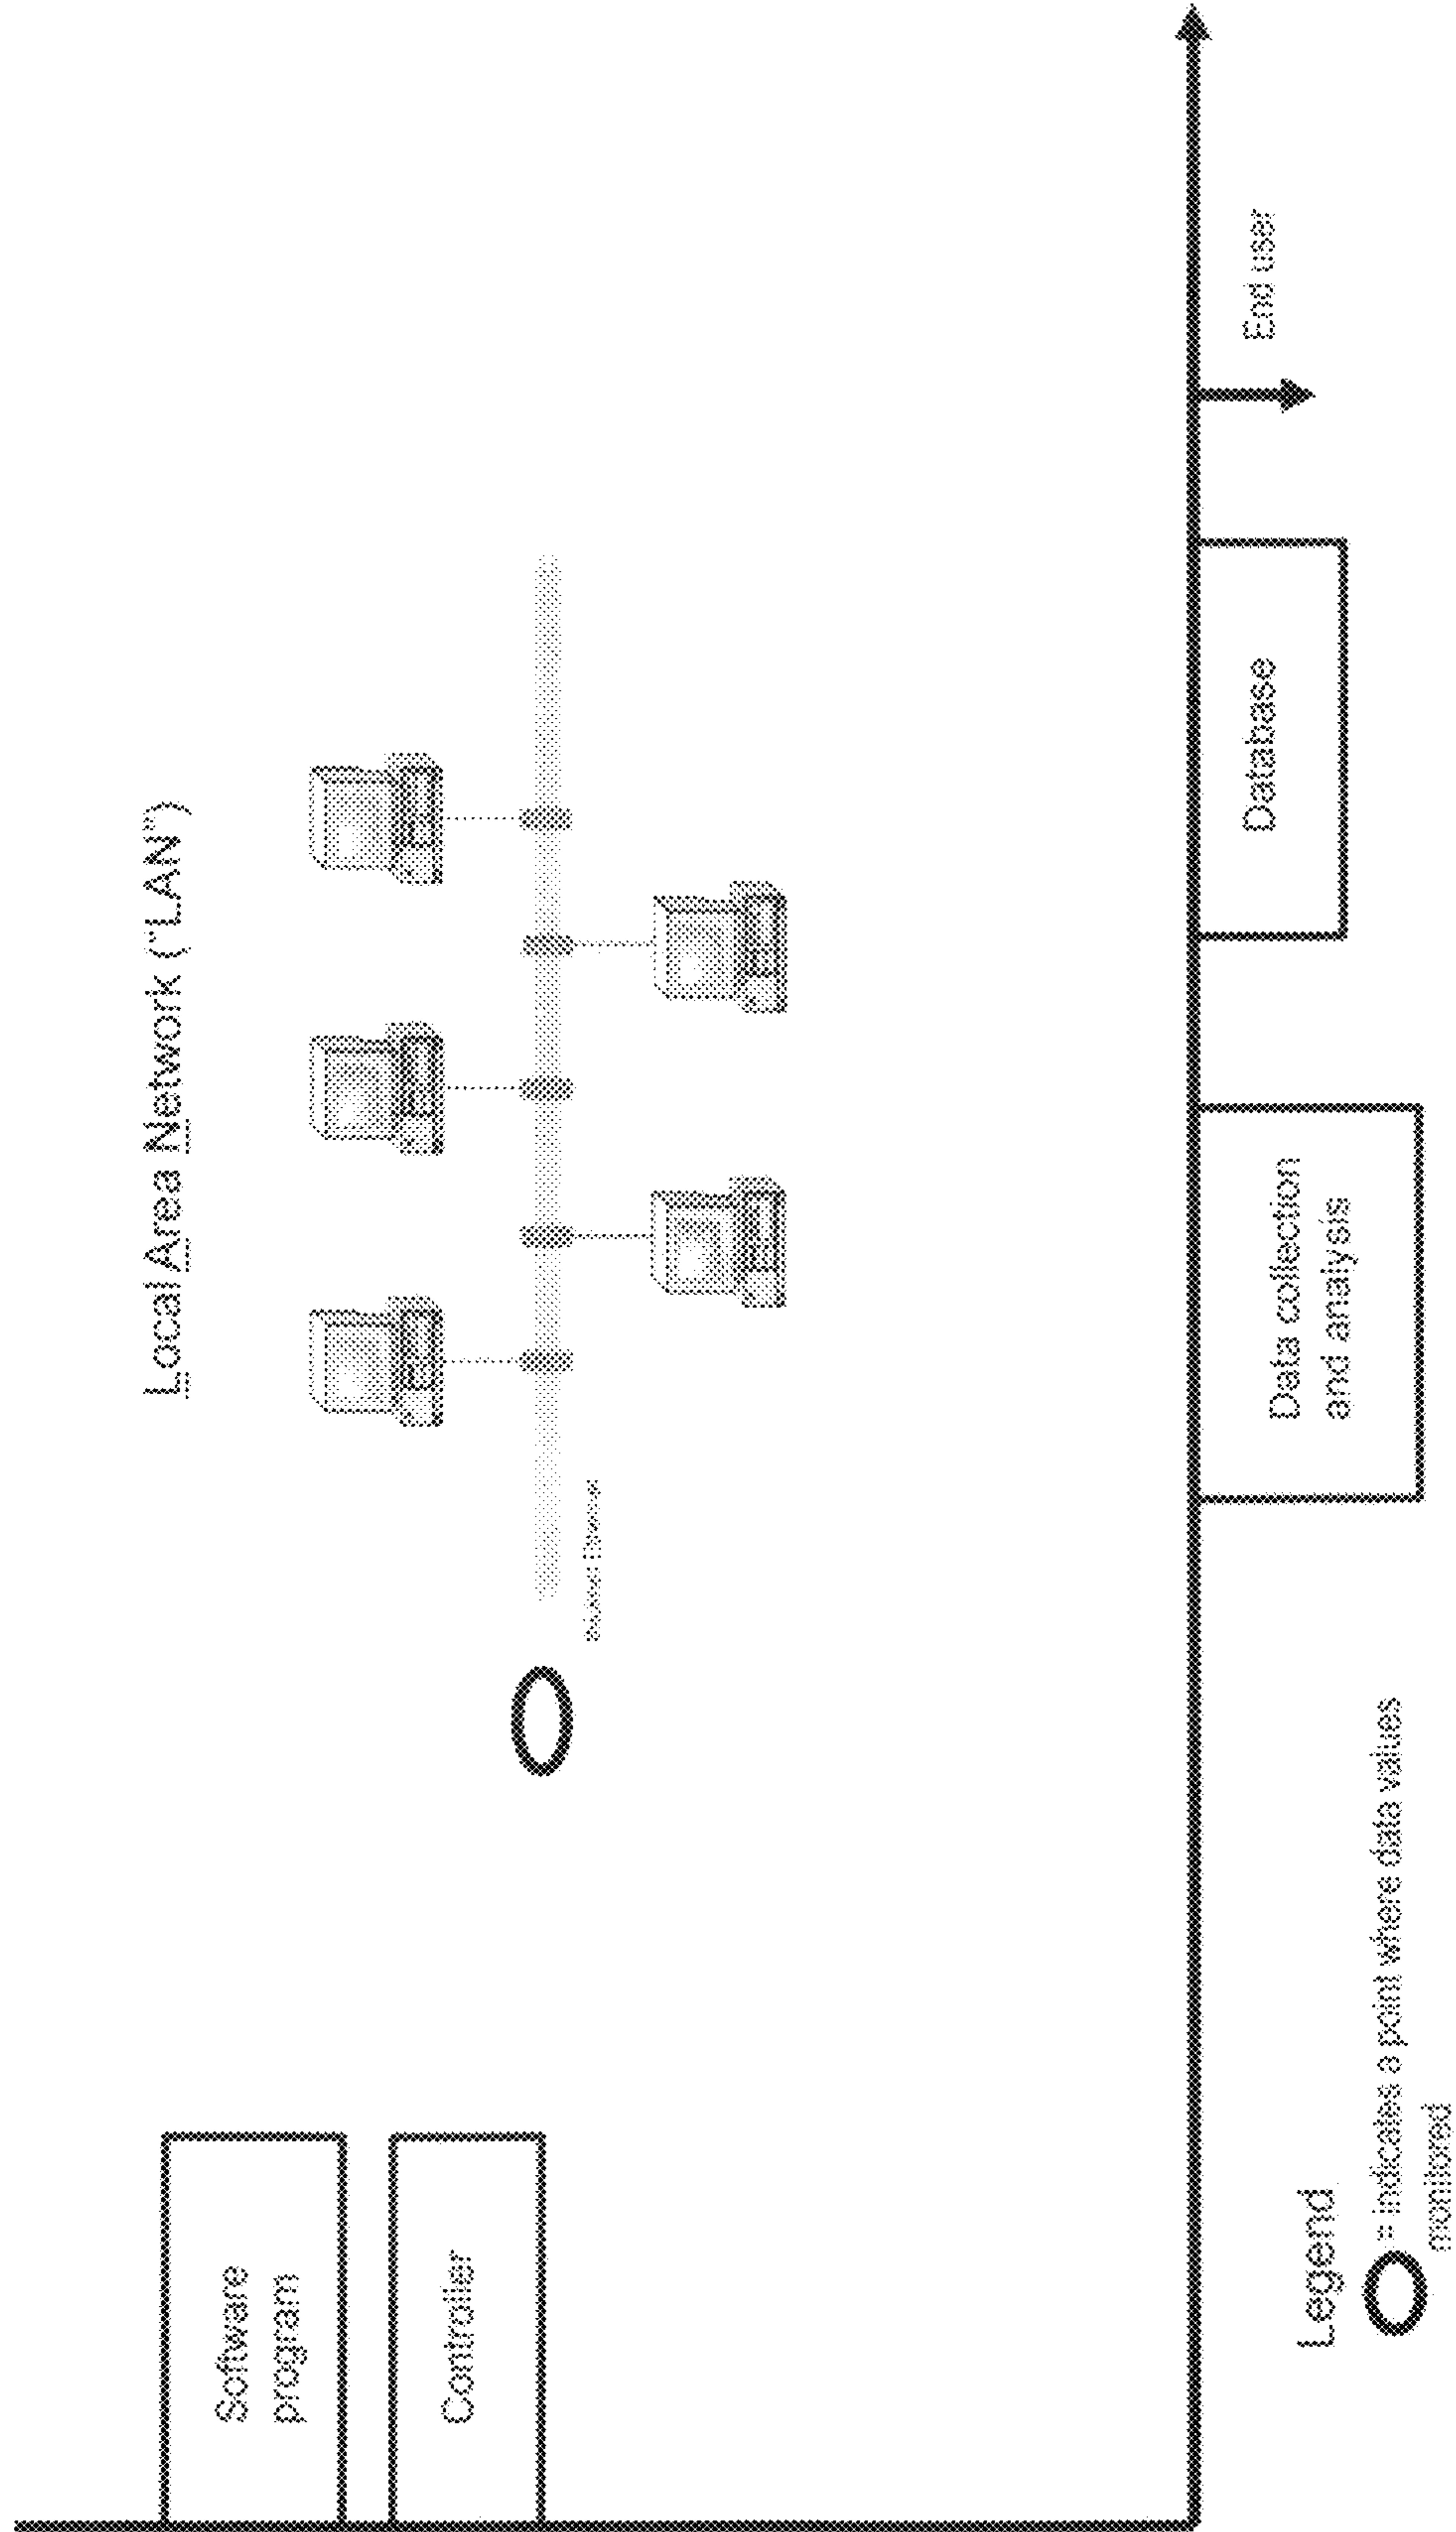 Local Area Network ("LAN")
Software
program
Controller
Data collection
and analysis
Database
End user
Legend
= indicates a point where data values
monitored